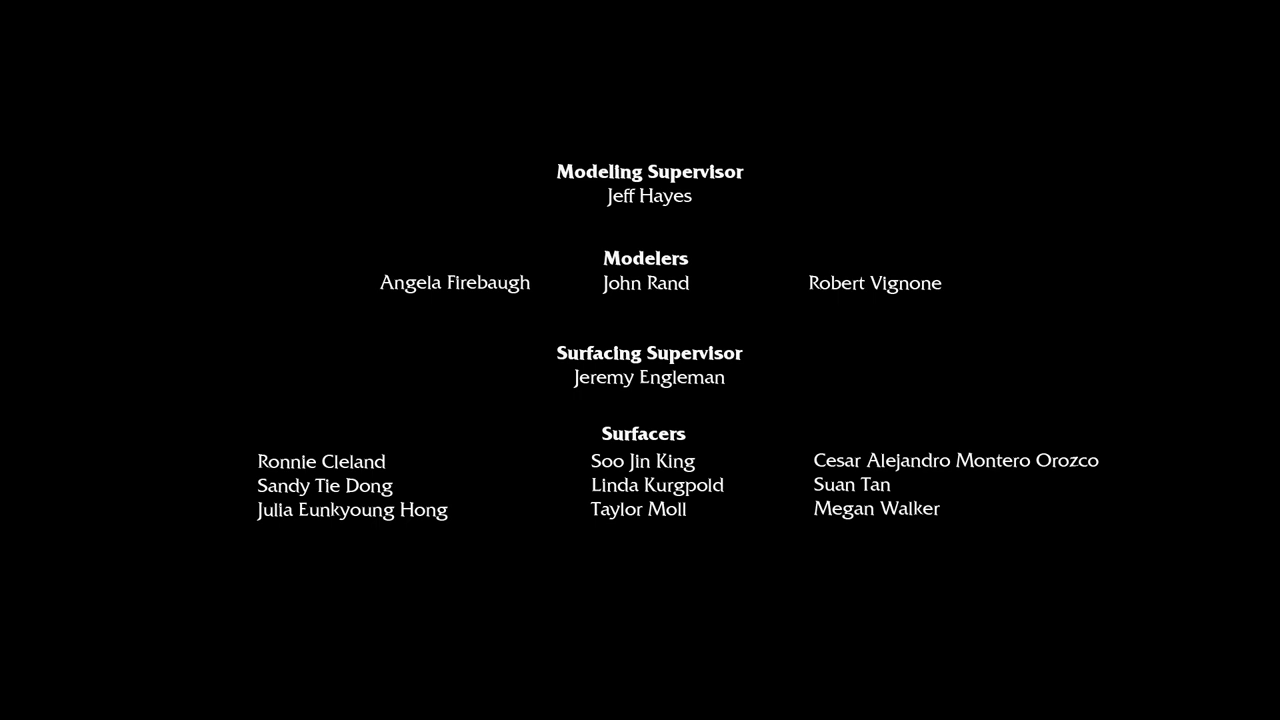 Modeling Supervisor
Jeff Hayes
Modelers
Angela Firebaugh John Rand Robert Vignone
Surfacing Supervisor
Jeremy Engleman
Surfacers
Ronnie Cleland Soo Jin King Cesar Alejandro Montero Orozco
Sandy Tie Dong Linda Kurgpold Suan Tan
Julia Eunkyoung Hong Taylor Moll Megan Walker